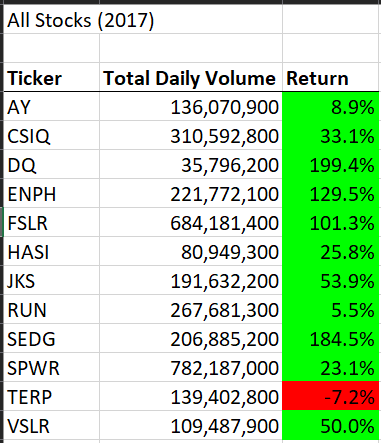 All Stocks (2017)
Ticker Total Daily Volume Return
AY 136,070,900 8.9%
CSIQ 310,592,800 33.1%
DQ 35,796,200 199.4%
ENPH 221,772,100 129.5%
FSLR 684,181,400 101.3%
HASI 80,949,300 25.8%
JKS 191,632,200 53.9%
RUN 267,681,300 5.5%
SEDG 206,885,200 184.5%
SPWR 782,187,000 23.1%
TERP 139,402,800 -7.2%
VSLR 109,487,900 50.0%